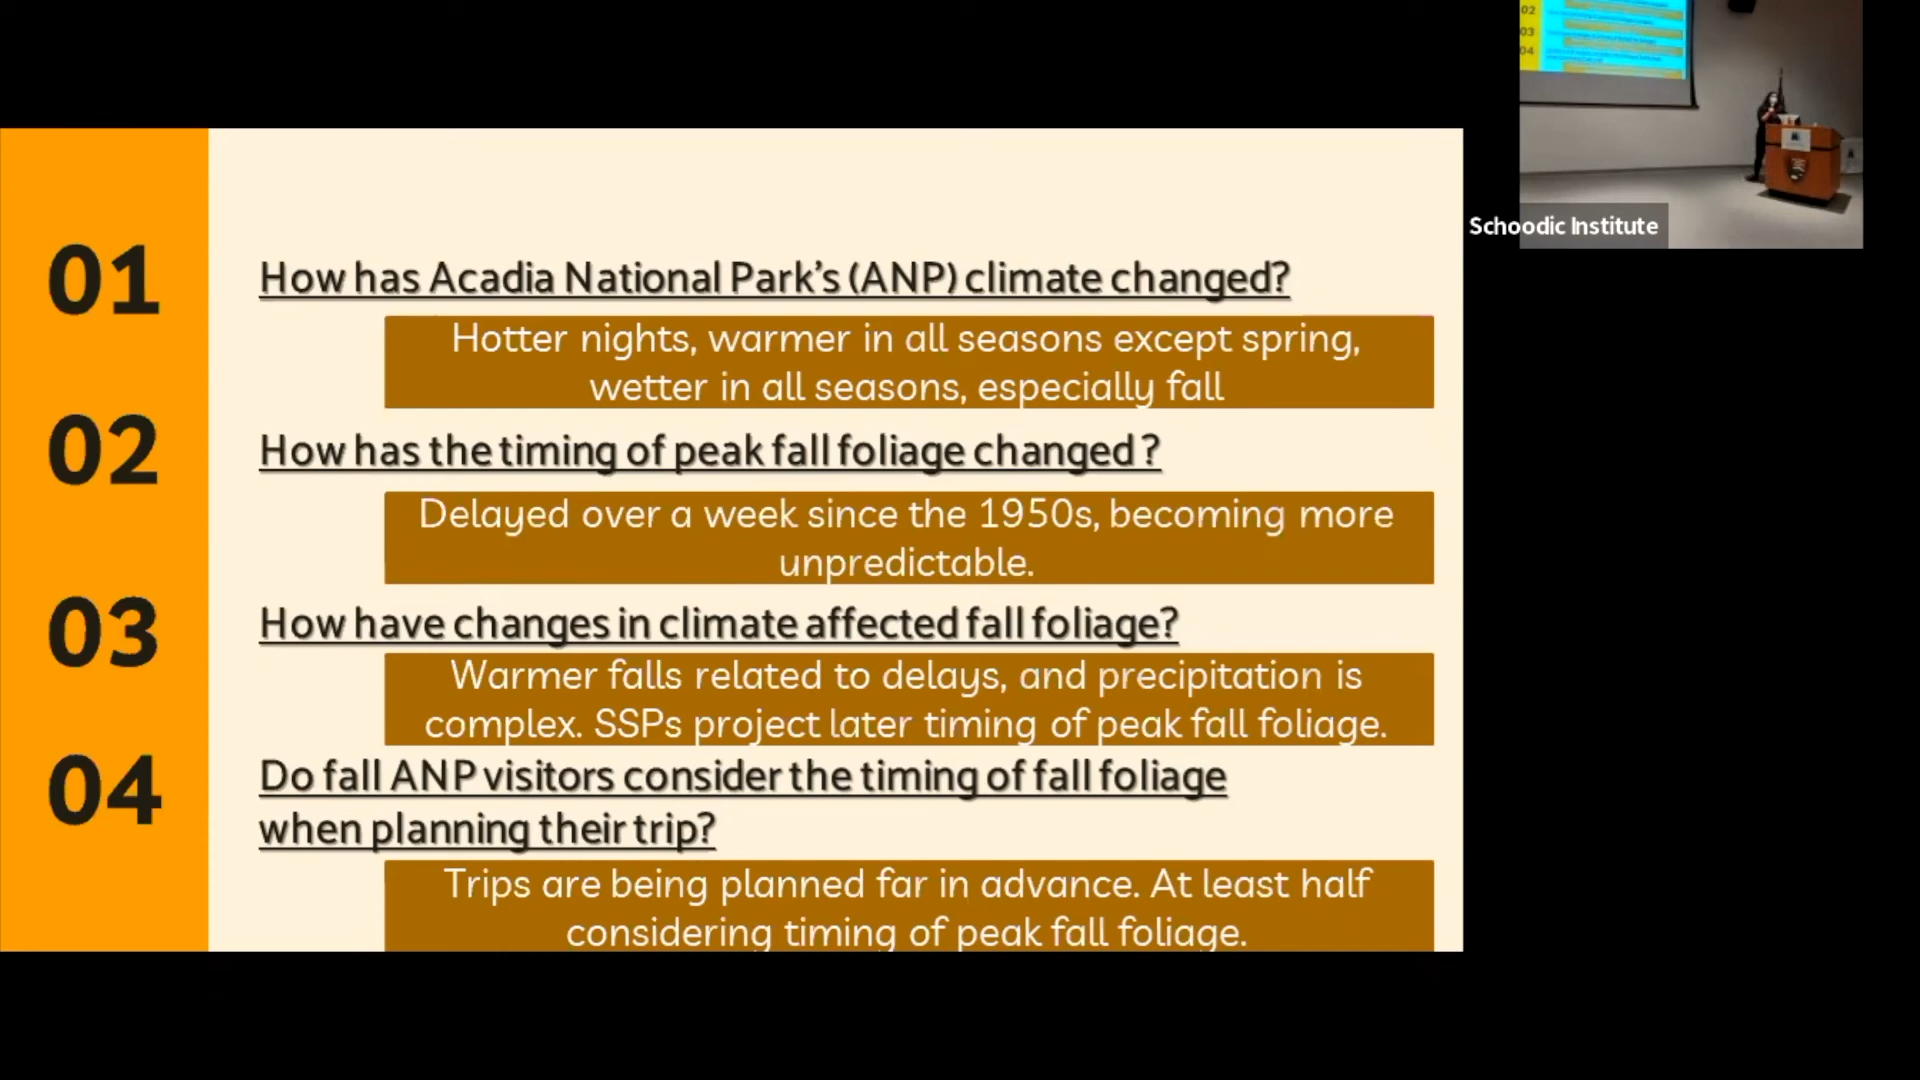 01
How has Acadia National Park's (ANP) climate changed?
Hotter nights, warmer in all seasons except spring,
wetter in all seasons, especially fall
02
How has the timing of peak fall foliage changed ?
Delayed over a week since the 1950s, becoming more
unpredictable.
03
How have changes in climate affected fall foliage?
Warmer falls related to delays, and precipitation is
complex. SSPs project later timing of peak fall foliage.
04
Do fall ANP visitors consider the timing of fall foliage
when planning their trip?
Trips are being planned far in advance. At least half
considering timing of peak fall foliage.
02
03
04
Schoodic Institute